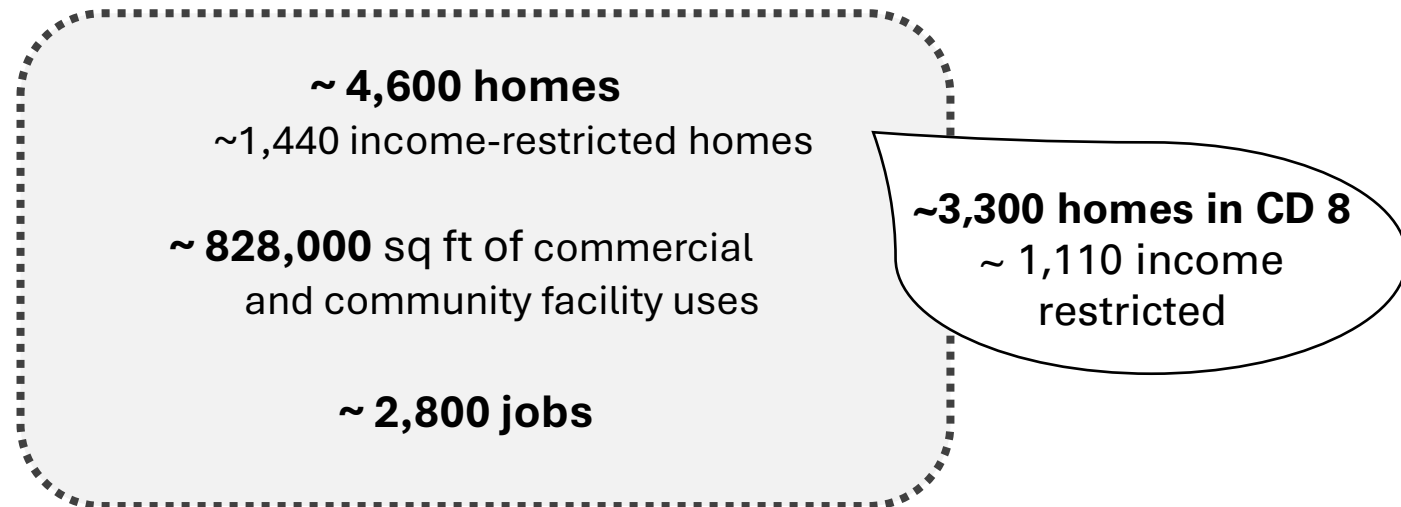 ~ 4,600 homes
~1,440 income-restricted homes
~ 828,000 sq ft of commercial
and community facility uses
~ 2,800 jobs
~3,300 homes in CD 8
~ 1,110 income
restricted